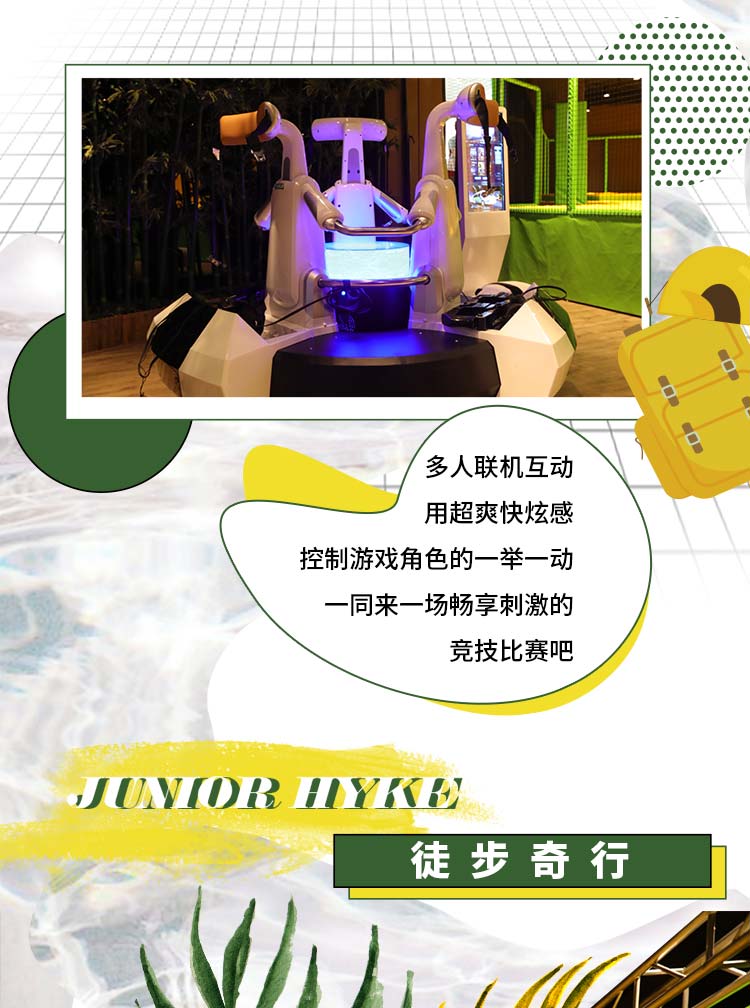 多人联机互动
用超爽快炫感
控制游戏角色的一举一动
一同来一场畅享刺激的
竞技比赛吧
JUNIOR HYKE
徒步奇行